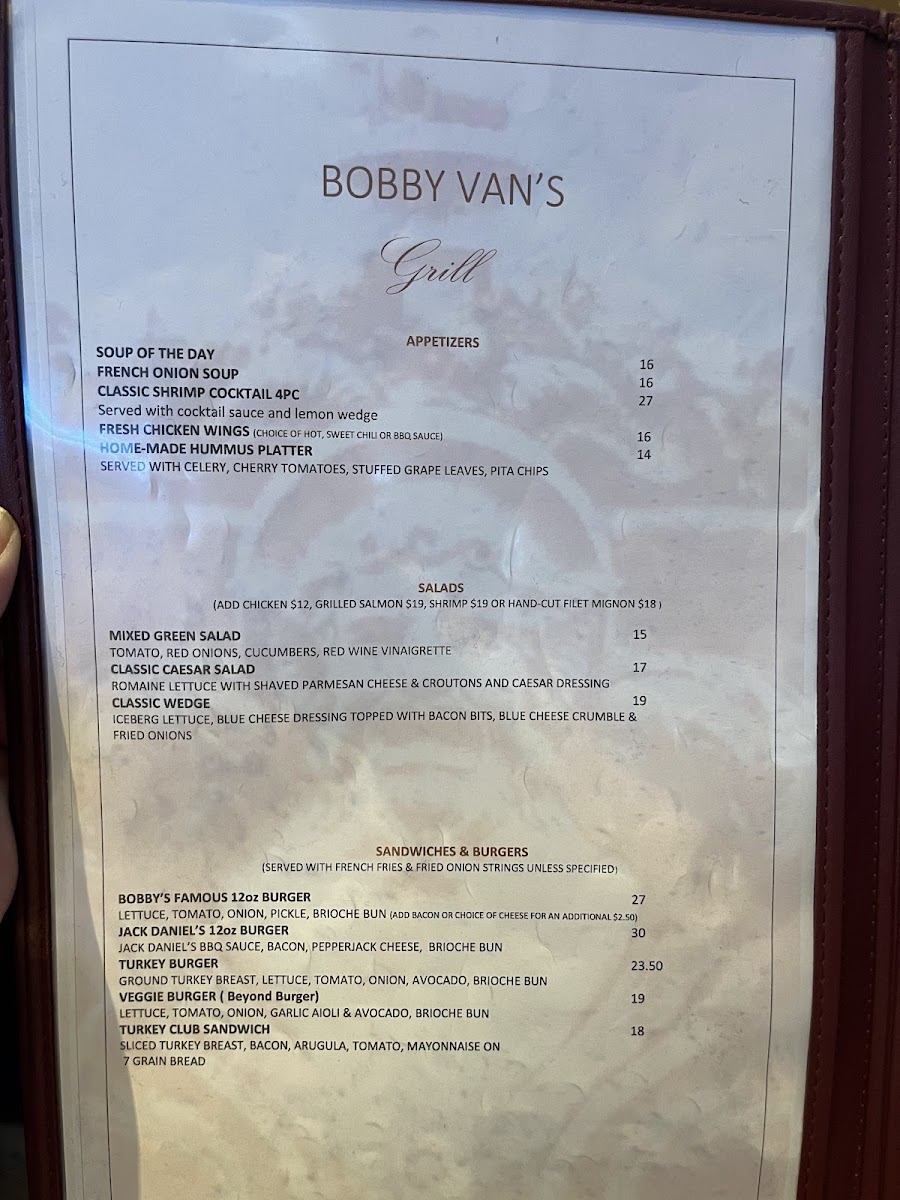 BOBBY VAN'S
Grill
APPETIZERS
SOUP OF THE DAY 16
FRENCH ONION SOUP 16
CLASSIC SHRIMP COCKTAIL 4PC 27
Served with cocktail sauce and lemon wedge
FRESH CHICKEN WINGS (CHOICE OF HOT, SWEET CHILI OR BBQ SAUCE) 16
HOME-MADE HUMMUS PLATTER 14
SERVED WITH CELERY, CHERRY TOMATOES, STUFFED GRAPE LEAVES, PITA CHIPS
SALADS
(ADD CHICKEN $12, GRILLED SALMON $19, SHRIMP $19 OR HAND-CUT FILET MIGNON $18 )
MIXED GREEN SALAD 15
TOMATO, RED ONIONS, CUCUMBERS, RED WINE VINAIGRETTE
CLASSIC CAESAR SALAD 17
ROMAINE LETTUCE WITH SHAVED PARMESAN CHEESE & CROUTONS AND CAESAR DRESSING
CLASSIC WEDGE 19
ICEBERG LETTUCE, BLUE CHEESE DRESSING TOPPED WITH BACON BITS, BLUE CHEESE CRUMBLE &
FRIED ONIONS
SANDWICHES & BURGERS
(SERVED WITH FRENCH FRIES & FRIED ONION STRINGS UNLESS SPECIFIED)
BOBBY'S FAMOUS 12oz BURGER 27
LETTUCE, TOMATO, ONION, PICKLE, BRIOCHE BUN (ADD BACON OR CHOICE OF CHEESE FOR AN ADDITIONAL $2.50)
JACK DANIEL'S 12oz BURGER 30
JACK DANIEL'S BBQ SAUCE, BACON, PEPPERJACK CHEESE, BRIOCHE BUN
TURKEY BURGER 23.50
GROUND TURKEY BREAST, LETTUCE, TOMATO, ONION, AVOCADO, BRIOCHE BUN
VEGGIE BURGER ( Beyond Burger) 19
LETTUCE, TOMATO, ONION, GARLIC AIOLI & AVOCADO, BRIOCHE BUN
TURKEY CLUB SANDWICH 18
SLICED TURKEY BREAST, BACON, ARUGULA, TOMATO, MAYONNAISE ON
7 GRAIN BREAD